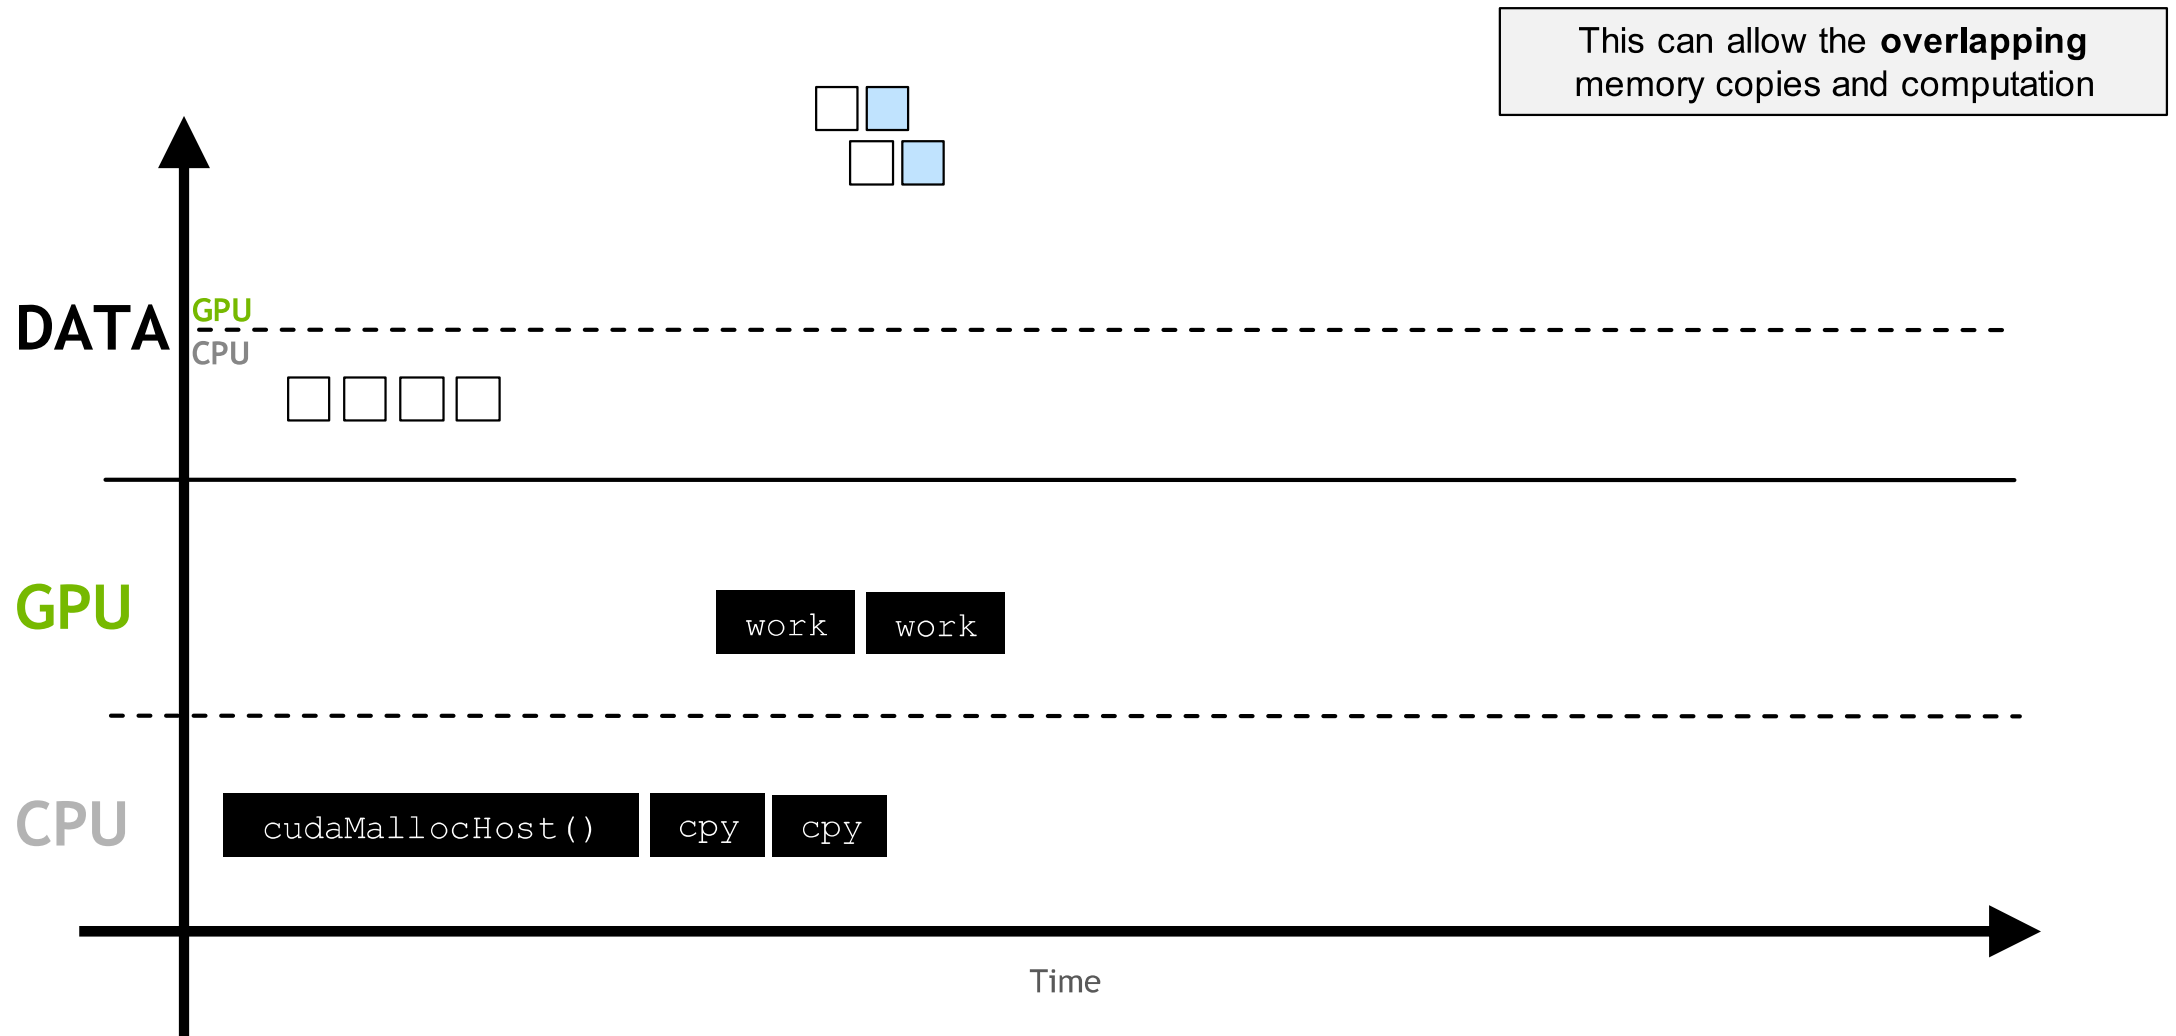 This can allow the overlapping
memory copies and computation
DATA
GPU
CPU
GPU
work
work
CPU
cudaMallocHost()
cpy
cpy
Time